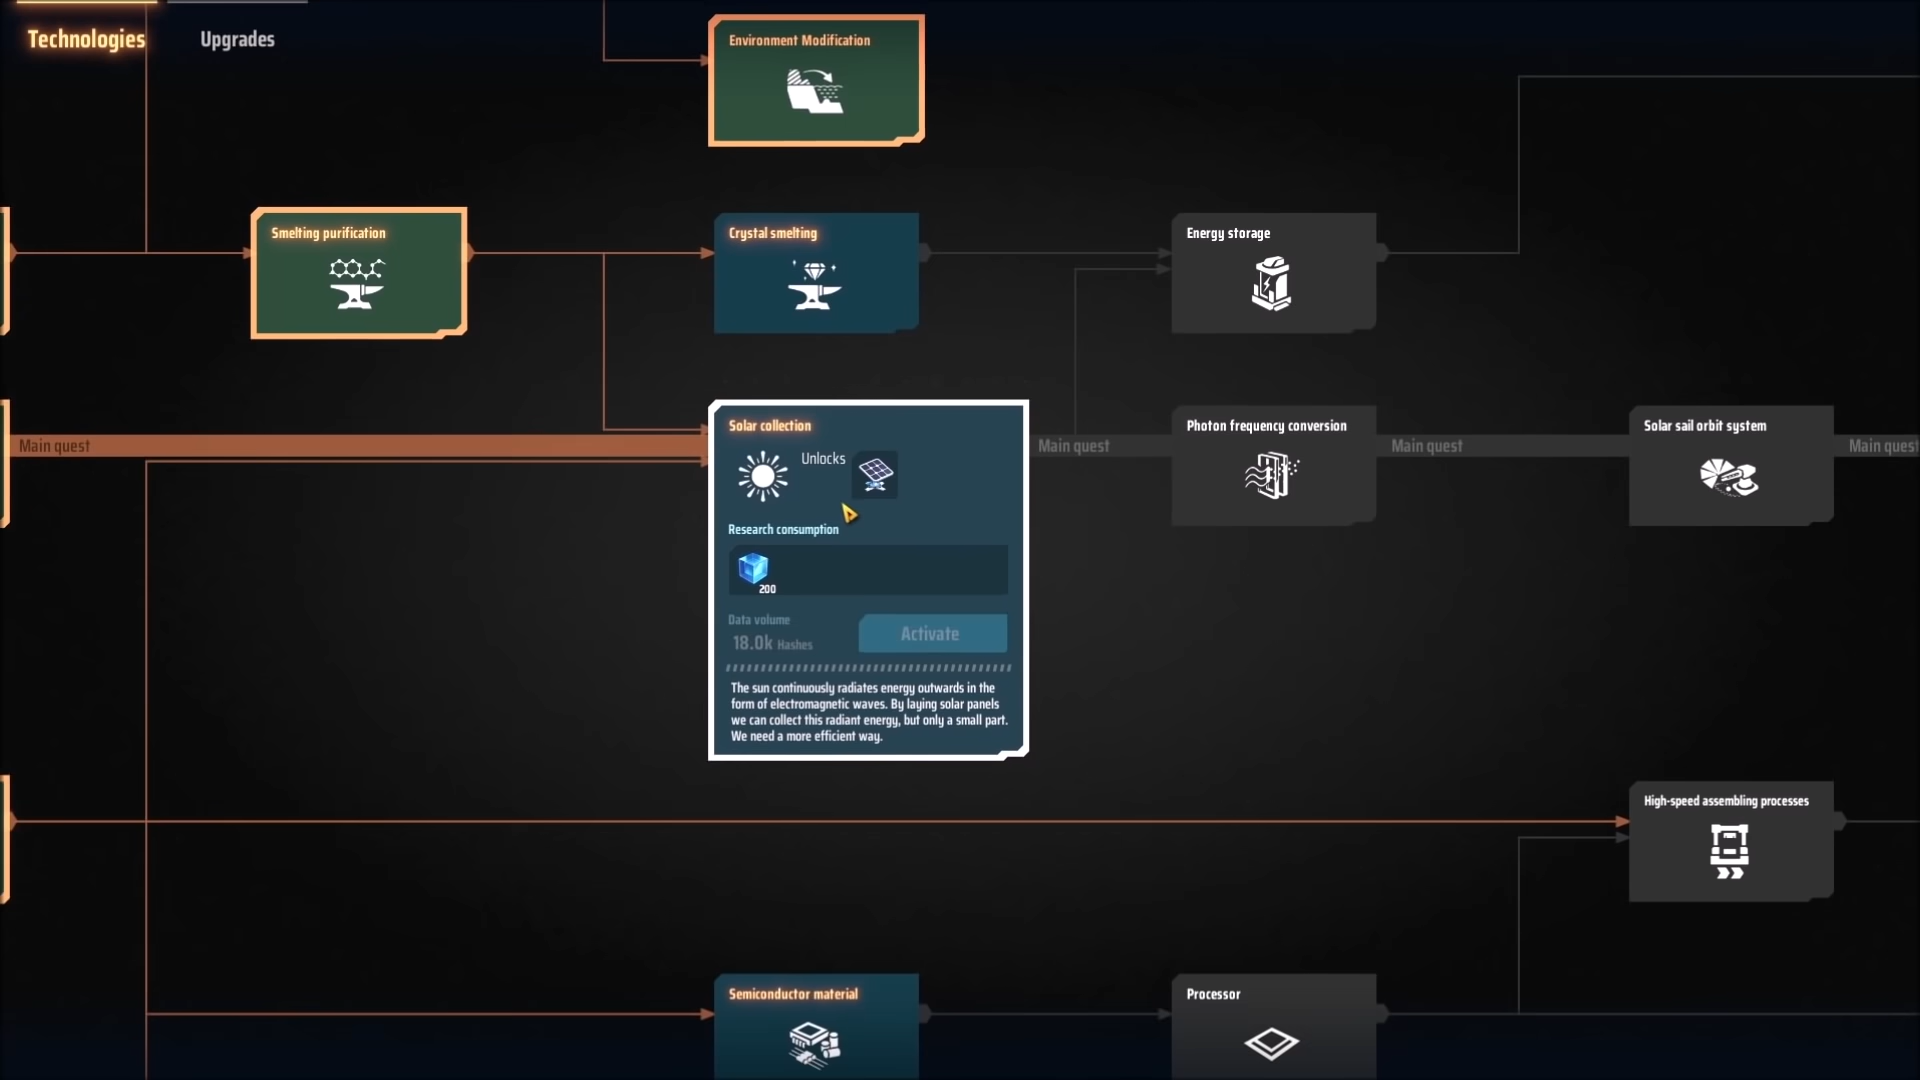 Technologies
Upgrades
Environment Modification
Smelting purification
Crystal smelting
Energy storage
Main quest
Solar collection
Unlocks
Research consumption
200
Data volume
18.0k Hashes
Activate
The sun continuously radiates energy outwards in the
form of electromagnetic waves. By laying solar panels
we can collect this radiant energy, but only a small part.
We need a more efficient way.
Main quest
Photon frequency conversion
Main quest
Solar sail orbit system
Main quest
High-speed assembling processes
Semiconductor material
Processor